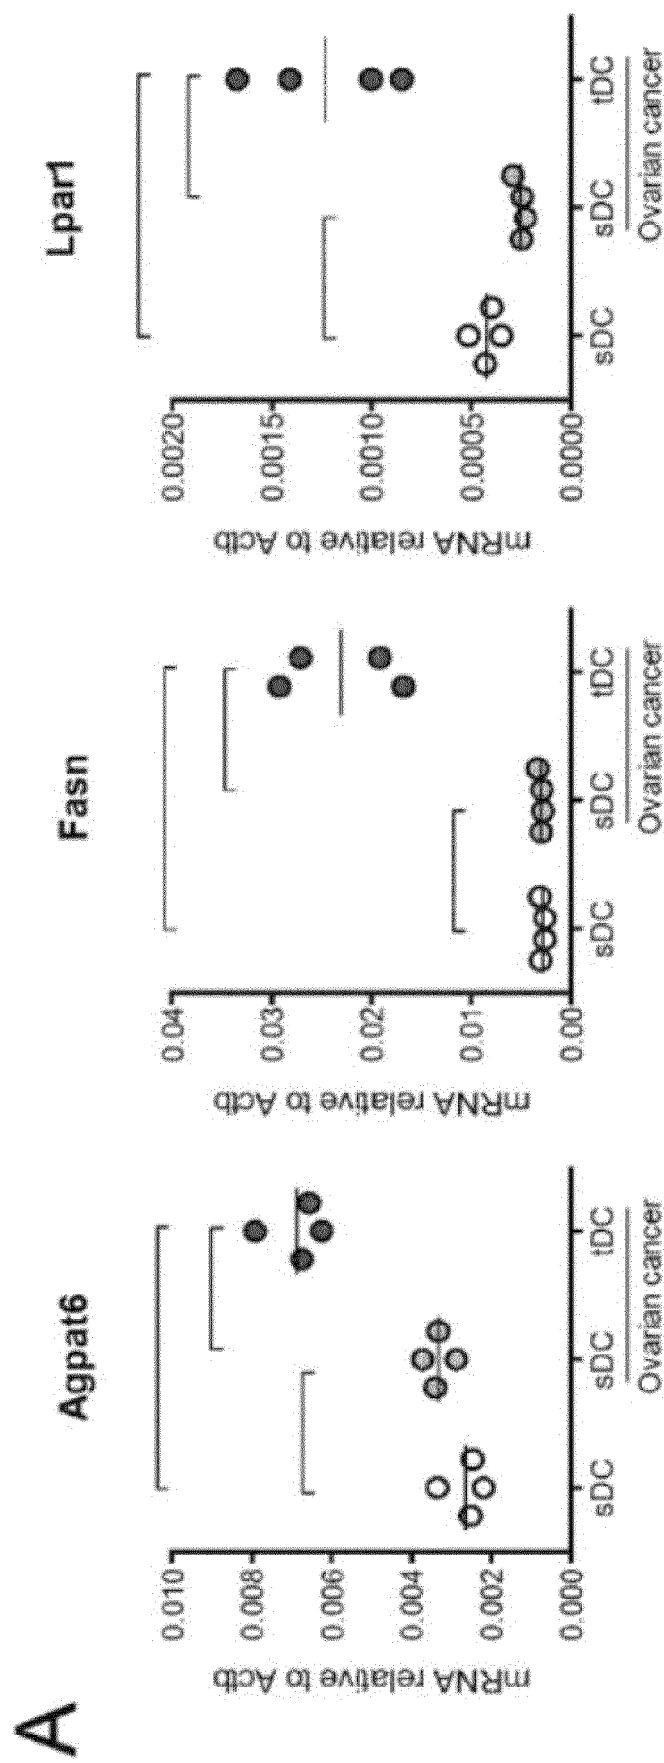 A
Agpat6
mRNA relative to Actb
0.010
0.008
0.006
0.004
0.002
0.000
sDC sDC tDC
Ovarian cancer
Fasn
mRNA relative to Actb
0.04
0.03
0.02
0.01
0.00
sDC sDC tDC
Ovarian cancer
Lpar1
mRNA relative to Actb
0.0020
0.0015
0.0010
0.0005
0.0000
sDC sDC tDC
Ovarian cancer